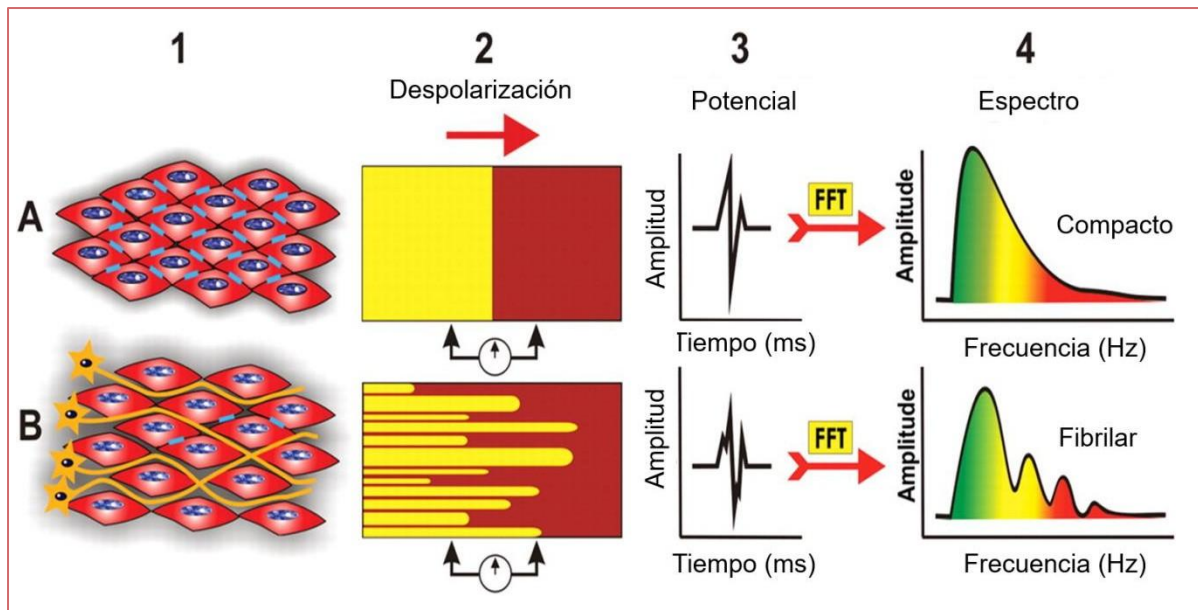 1 2 3 4
Despolarización Potencial Espectro
A
Amplitud
FFT
Amplitude
Compacto
Tiempo (ms) Frecuencia (Hz)
B
Amplitud
FFT
Amplitude
Fibrilar
Tiempo (ms) Frecuencia (Hz)